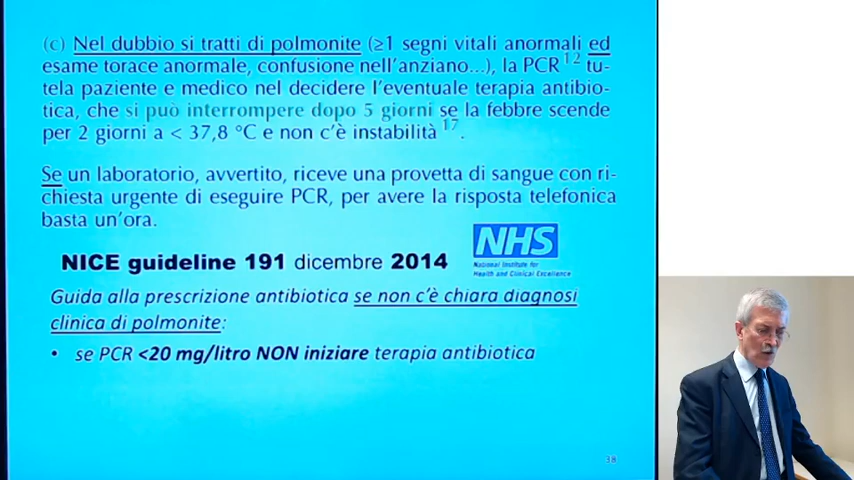 (c) Nel dubbio si tratti di polmonite (≥1 segni vitali anormali ed
esame torace anormale, confusione nell'anziano...), la PCR12 tu-
tela paziente e medico nel decidere l'eventuale terapia antibio-
tica, che si può interrompere dopo 5 giorni se la febbre scende
per 2 giorni a < 37,8 °C e non c'è instabilità 17.
Se un laboratorio, avvertito, riceve una provetta di sangue con ri-
chiesta urgente di eseguire PCR, per avere la risposta telefonica
basta un'ora.
NHS
National Institute for
Health and Clinical Excellence
NICE guideline 191 dicembre 2014
Guida alla prescrizione antibiotica se non c'è chiara diagnosi
clinica di polmonite:
• se PCR <20 mg/litro NON iniziare terapia antibiotica
38